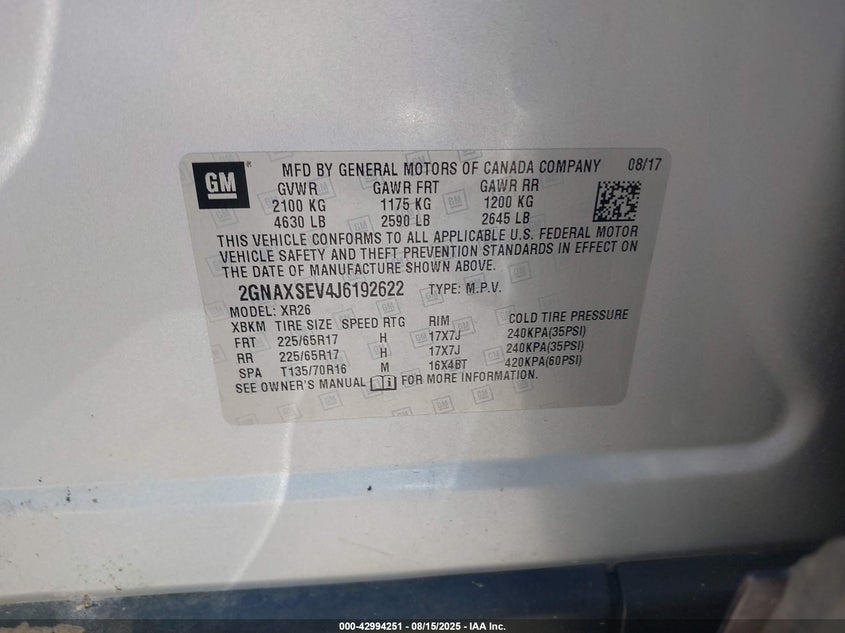 GM ® MFD BY GENERAL MOTORS OF CANADA COMPANY 08/17
GVWR GAWR FRT GAWR RR
2100 KG 1175 KG 1200 KG
4630 LB 2590 LB 2645 LB
THIS VEHICLE CONFORMS TO ALL APPLICABLE U.S. FEDERAL MOTOR
VEHICLE SAFETY AND THEFT PREVENTION STANDARDS IN EFFECT ON
THE DATE OF MANUFACTURE SHOWN ABOVE.
2GNAXSEV4J6192622 TYPE: M.P.V.
MODEL: XR26
XBKM TIRE SIZE SPEED RTG RIM COLD TIRE PRESSURE
FRT 225/65R17 H 17X7J 240KPA(35PSI)
RR 225/65R17 H 17X7J 240KPA(35PSI)
SPA T135/70R16 M 16X4BT 420KPA(60PSI)
SEE OWNER'S MANUAL i FOR MORE INFORMATION.
000-42994251 - 08/15/2025 - IAA Inc.